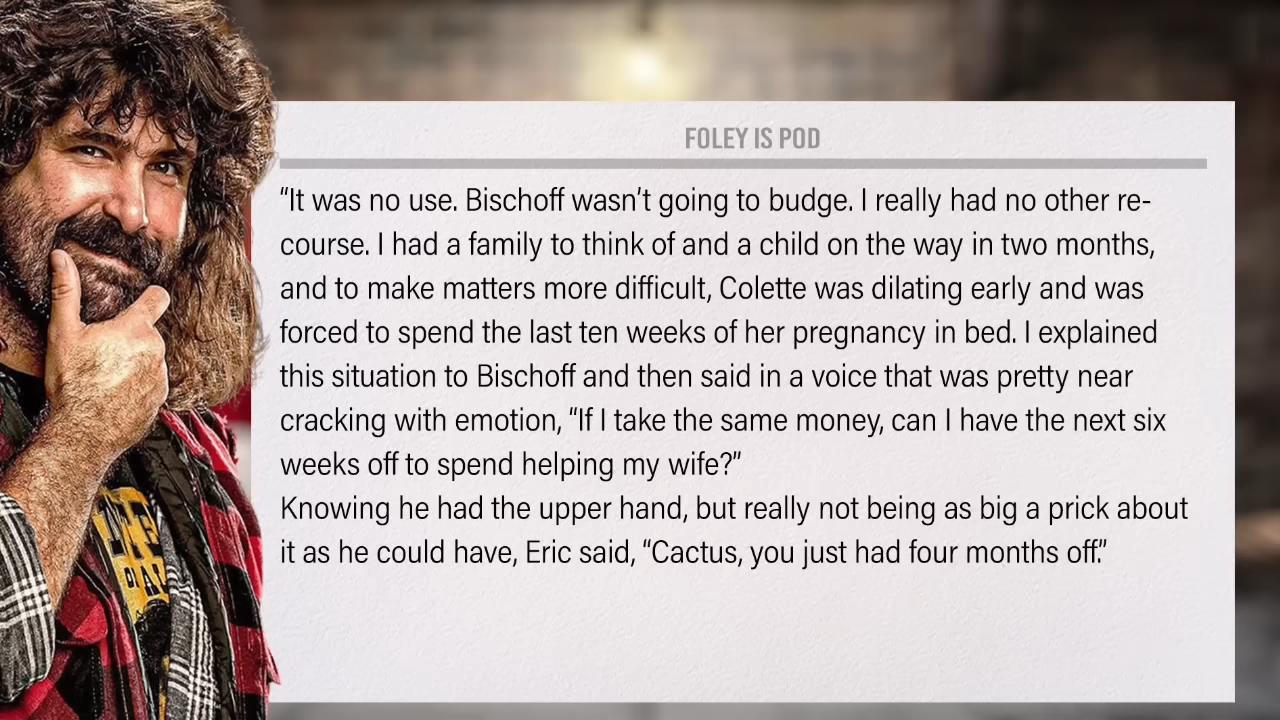 FOLEY IS POD
“It was no use. Bischoff wasn’t going to budge. I really had no other re-
course. I had a family to think of and a child on the way in two months,
and to make matters more difficult, Colette was dilating early and was
forced to spend the last ten weeks of her pregnancy in bed. I explained
this situation to Bischoff and then said in a voice that was pretty near
cracking with emotion, “If I take the same money, can I have the next six
weeks off to spend helping my wife?”
Knowing he had the upper hand, but really not being as big a prick about
it as he could have, Eric said, “Cactus, you just had four months off.”